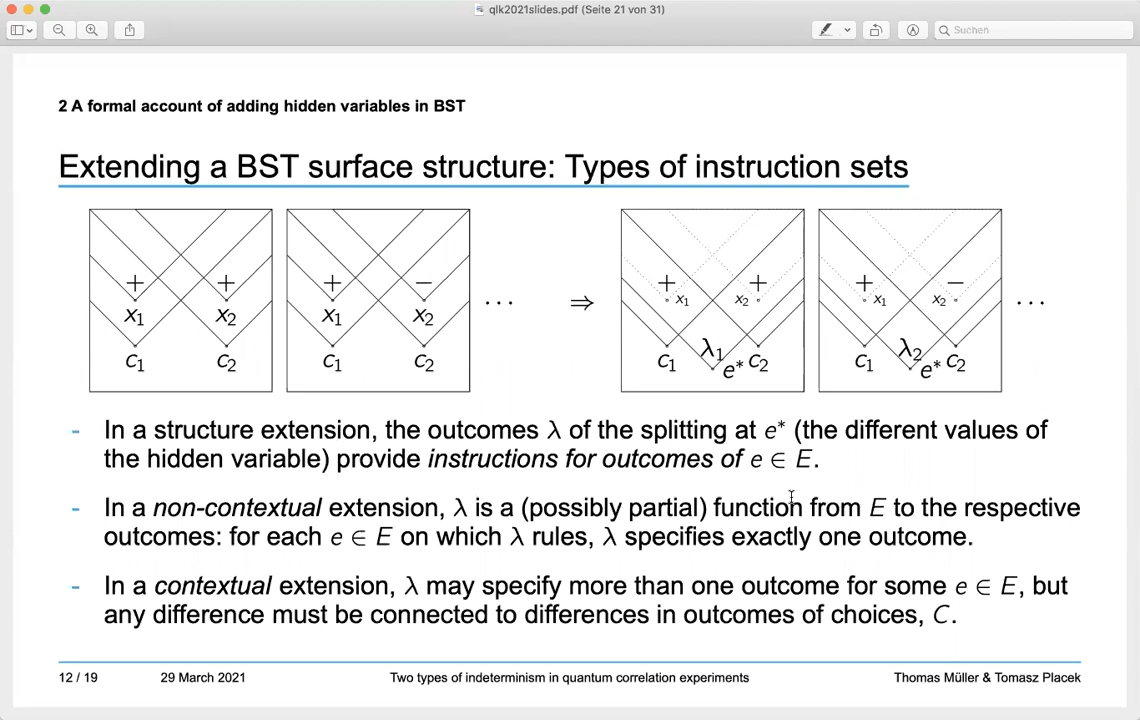 qlk2021slides.pdf (Seite 21 von 31)
Suchen
2 A formal account of adding hidden variables in BST
Extending a BST surface structure: Types of instruction sets
+ + + − + + + −
x₁ x₂ x₁ x₂ · · · ⇒ x₁ x₂ x₁ x₂ · · ·
C₁ C₂ C₁ C₂ C₁ λ₁ e* C₂ C₁ λ₂ e* C₂
- In a structure extension, the outcomes λ of the splitting at e* (the different values of
the hidden variable) provide instructions for outcomes of e ∈ E.
- In a non-contextual extension, λ is a (possibly partial) function from E to the respective
outcomes: for each e ∈ E on which λ rules, λ specifies exactly one outcome.
- In a contextual extension, λ may specify more than one outcome for some e ∈ E, but
any difference must be connected to differences in outcomes of choices, C.
12 / 19 29 March 2021 Two types of indeterminism in quantum correlation experiments Thomas Müller & Tomasz Placek